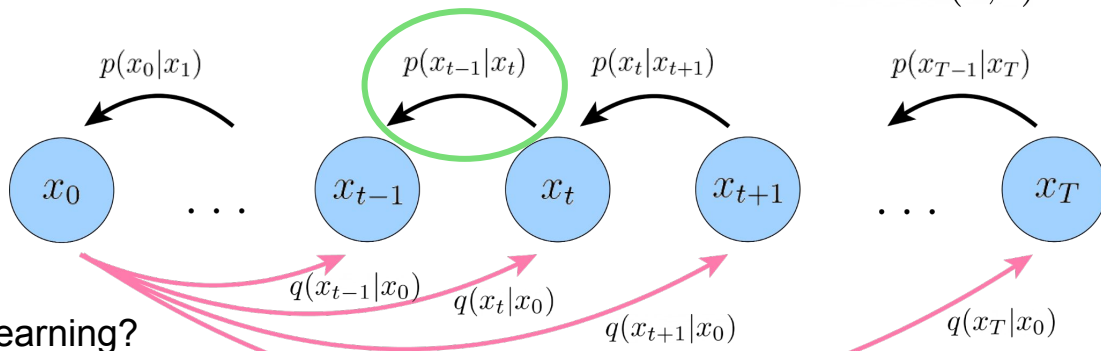 p(x_0|x_1) p(x_{t-1}|x_t) p(x_t|x_{t+1}) p(x_{T-1}|x_T)
x_0 ... x_{t-1} x_t x_{t+1} ... x_T
q(x_{t-1}|x_0) q(x_t|x_0) q(x_{t+1}|x_0) q(x_T|x_0)
earning?